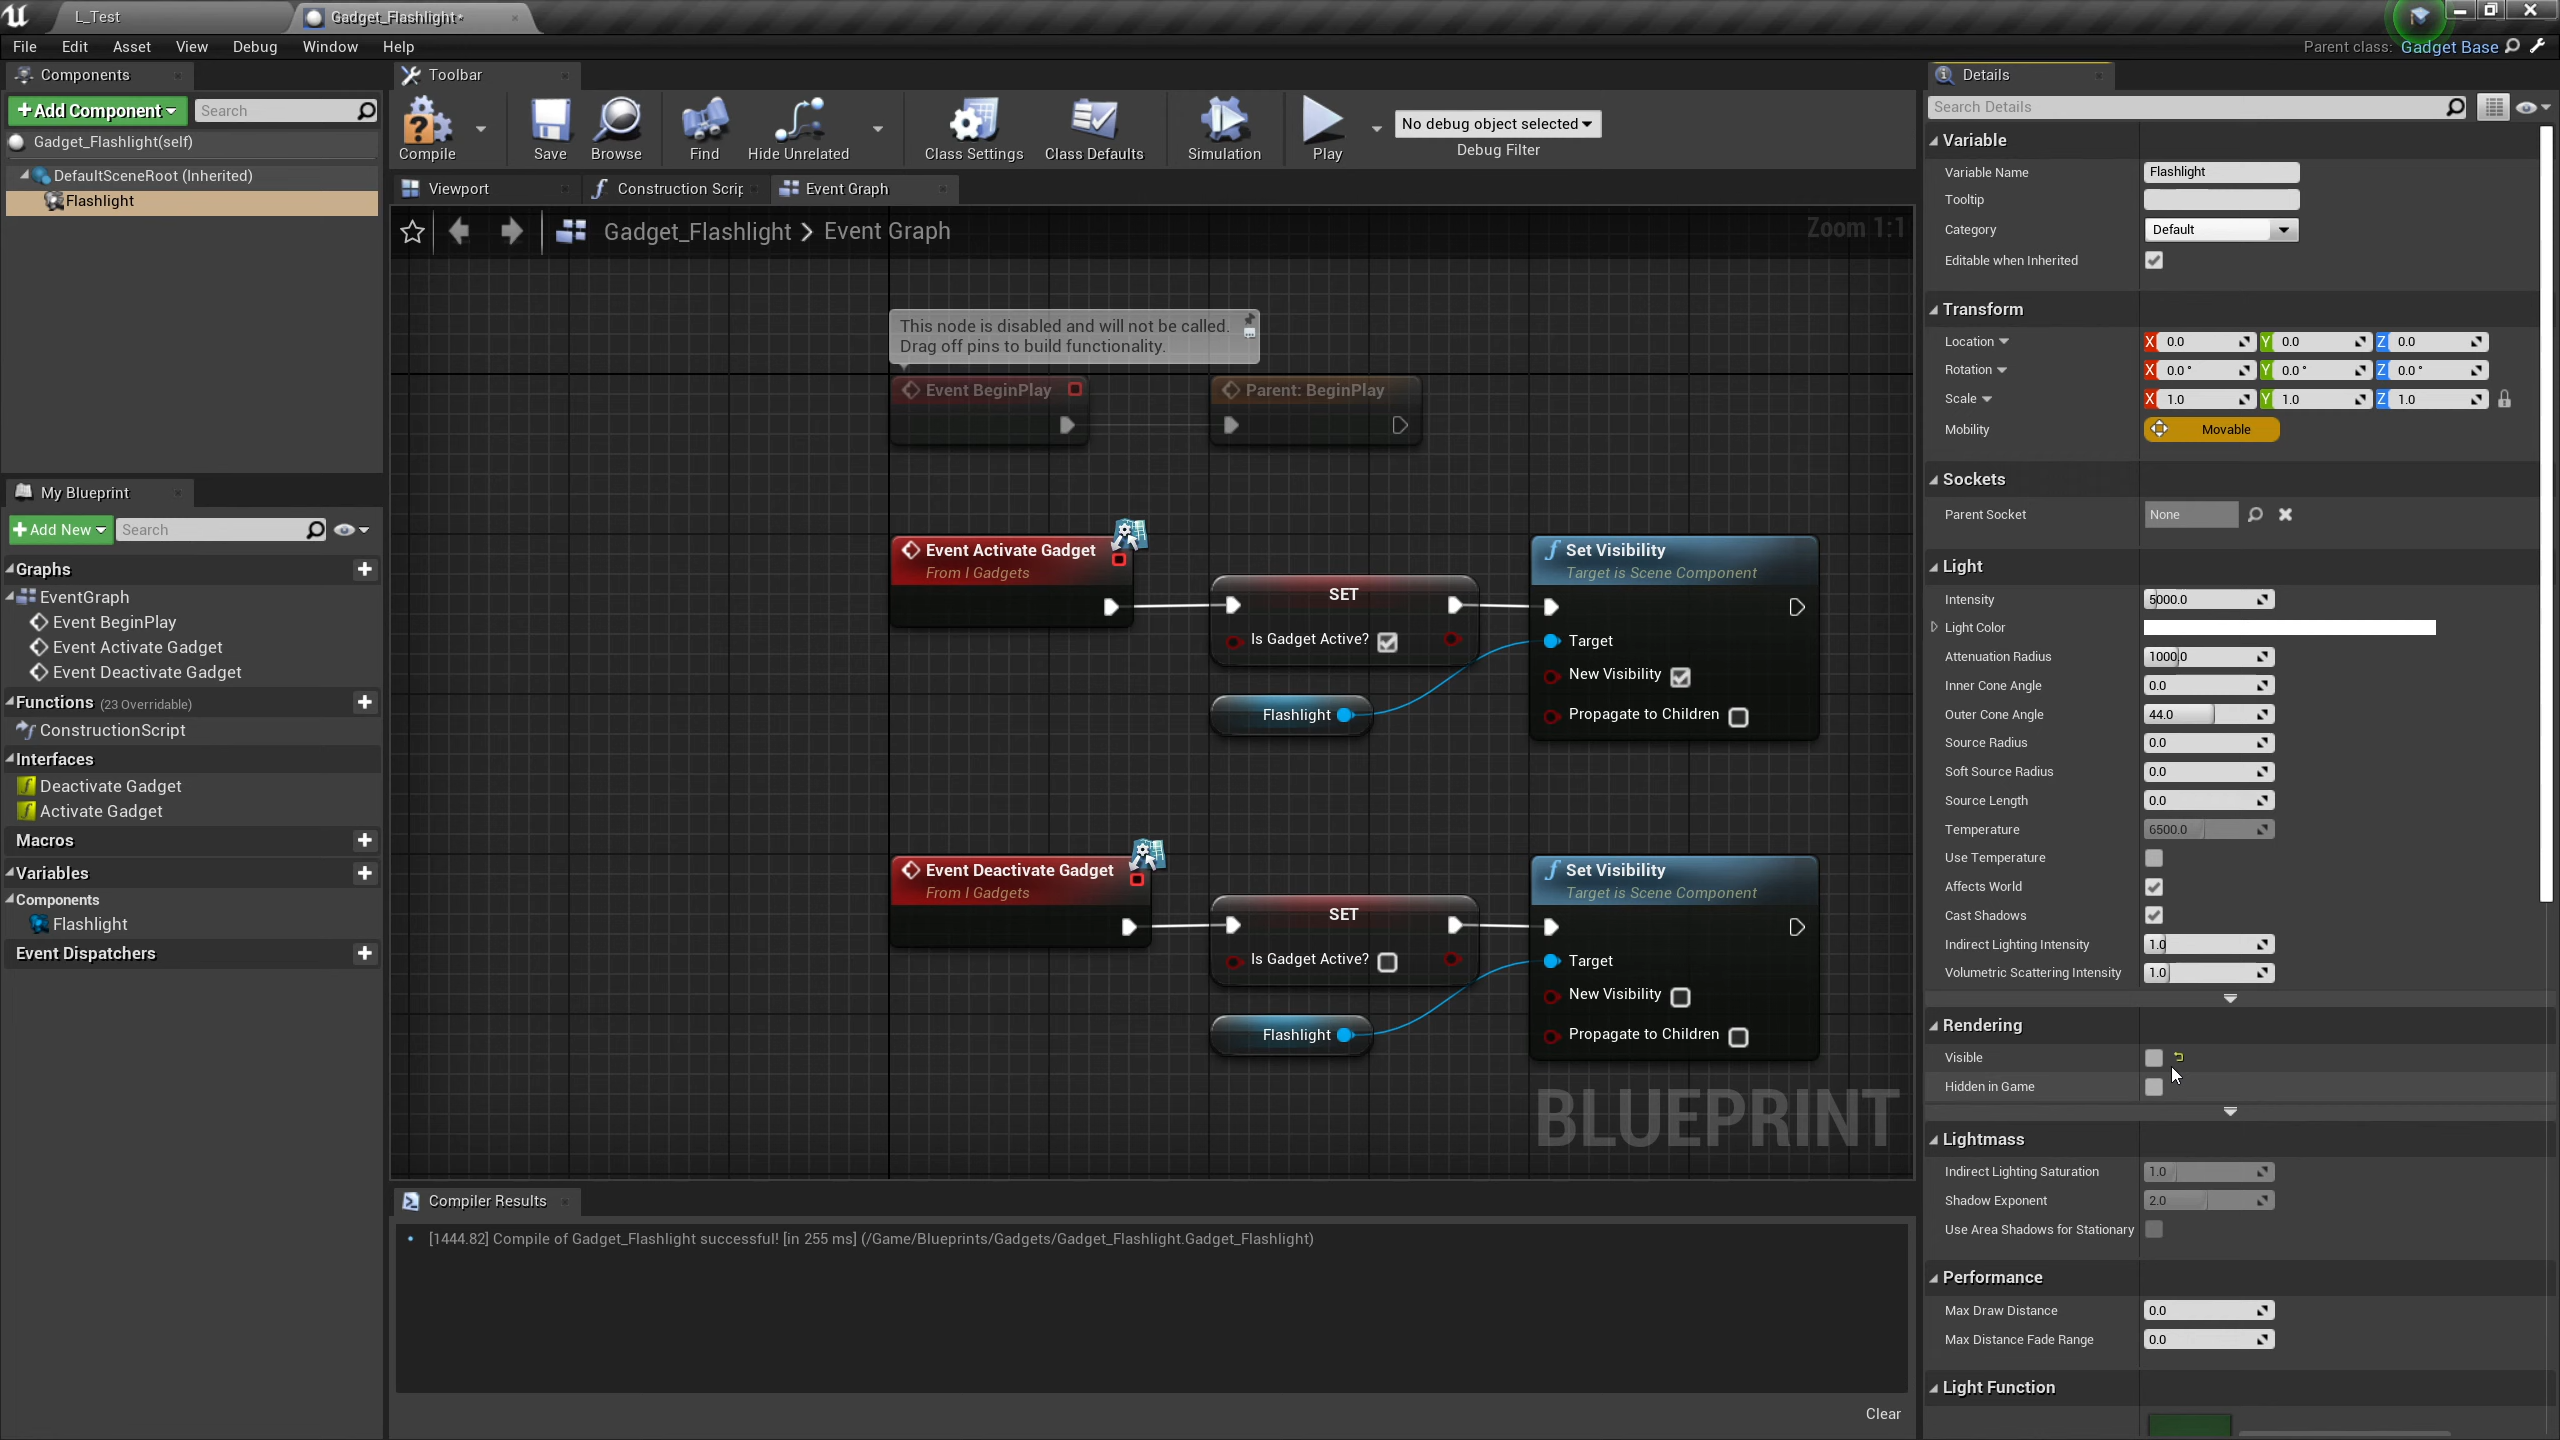 L_Test
Gadget_Flashlight*
File
Edit
Asset
View
Debug
Window
Help
Parent class:
Gadget Base
Components
+Add Component
Search
Gadget_Flashlight(self)
DefaultSceneRoot (Inherited)
Flashlight
My Blueprint
+Add New
Search
Graphs
EventGraph
Event BeginPlay
Event Activate Gadget
Event Deactivate Gadget
Functions (23 Overridable)
ConstructionScript
Interfaces
Deactivate Gadget
Activate Gadget
Macros
Variables
Components
Flashlight
Event Dispatchers
Toolbar
Compile
Save
Browse
Find
Hide Unrelated
Class Settings
Class Defaults
Simulation
Play
No debug object selected
Debug Filter
Viewport
Construction Scrip
Event Graph
Gadget_Flashlight > Event Graph
Zoom 1:1
This node is disabled and will not be called.
Drag off pins to build functionality.
Event BeginPlay
Parent: BeginPlay
Event Activate Gadget
From I Gadgets
SET
Is Gadget Active?
Flashlight
Set Visibility
Target is Scene Component
Target
New Visibility
Propagate to Children
Event Deactivate Gadget
From I Gadgets
SET
Is Gadget Active?
Flashlight
Set Visibility
Target is Scene Component
Target
New Visibility
Propagate to Children
BLUEPRINT
Compiler Results
[1444.82] Compile of Gadget_Flashlight successful! [in 255 ms] (/Game/Blueprints/Gadgets/Gadget_Flashlight.Gadget_Flashlight)
Clear
Details
Search Details
Variable
Variable Name
Flashlight
Tooltip
Category
Default
Editable when Inherited
Transform
Location
X 0.0 Y 0.0 Z 0.0
Rotation
X 0.0 ° Y 0.0 ° Z 0.0 °
Scale
X 1.0 Y 1.0 Z 1.0
Mobility
Movable
Sockets
Parent Socket
None
Light
Intensity
5000.0
Light Color
Attenuation Radius
1000.0
Inner Cone Angle
0.0
Outer Cone Angle
44.0
Source Radius
0.0
Soft Source Radius
0.0
Source Length
0.0
Temperature
6500.0
Use Temperature
Affects World
Cast Shadows
Indirect Lighting Intensity
1.0
Volumetric Scattering Intensity
1.0
Rendering
Visible
Hidden in Game
Lightmass
Indirect Lighting Saturation
1.0
Shadow Exponent
2.0
Use Area Shadows for Stationary
Performance
Max Draw Distance
0.0
Max Distance Fade Range
0.0
Light Function